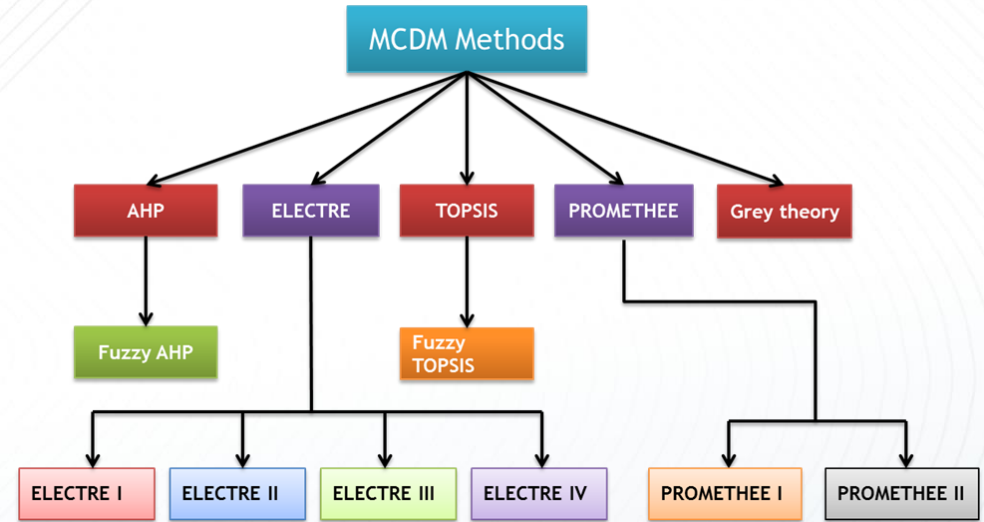 MCDM Methods
AHP
ELECTRE
TOPSIS
PROMETHEE
Grey theory
Fuzzy AHP
Fuzzy
TOPSIS
ELECTRE I
ELECTRE II
ELECTRE III
ELECTRE IV
PROMETHEE I
PROMETHEE II